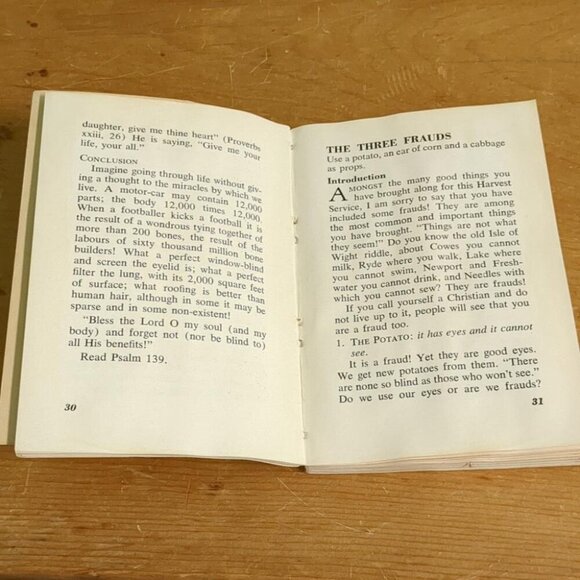 daughter, give me thine heart" (Proverbs
xxiii, 26) He is saying, "Give me your
life, your all."
CONCLUSION
Imagine going through life without giv-
ing a thought to the miracles by which we
live. A motor-car may contain 12,000
parts; the body 12,000 times 12,000.
When a footballer kicks a football it is
the result of a wondrous tying together of
more than 200 bones, the result of the
labours of sixty thousand million bone
builders! What a perfect window-blind
and screen the eyelid is; what a perfect
filter the lung, with its 2,000 square feet
of surface; what roofing is better than
human hair, although in some it may be
sparse and in some non-existent!
"Bless the Lord O my soul (and my
body) and forget not (nor be blind to)
all His benefits!"
Read Psalm 139.
30
THE THREE FRAUDS
Use a potato, an ear of corn and a cabbage
as props.
Introduction
AMONGST the many good things you
have brought along for this Harvest
Service, I am sorry to say that you have
included some frauds! They are among
the most common and important things
you have brought. "Things are not what
they seem!" Do you know the old Isle of
Wight riddle, about Cowes you cannot
milk, Ryde where you walk, Lake where
you cannot swim, Newport and Fresh-
water you cannot drink, and Needles with
which you cannot sew? They are frauds!
If you call yourself a Christian and do
not live up to it, people will see that you
are a fraud too.
1. THE POTATO: it has eyes and it cannot
see.
It is a fraud! Yet they are good eyes.
We get new potatoes from them. "There
are none so blind as those who won't see."
Do we use our eyes or are we frauds?
31